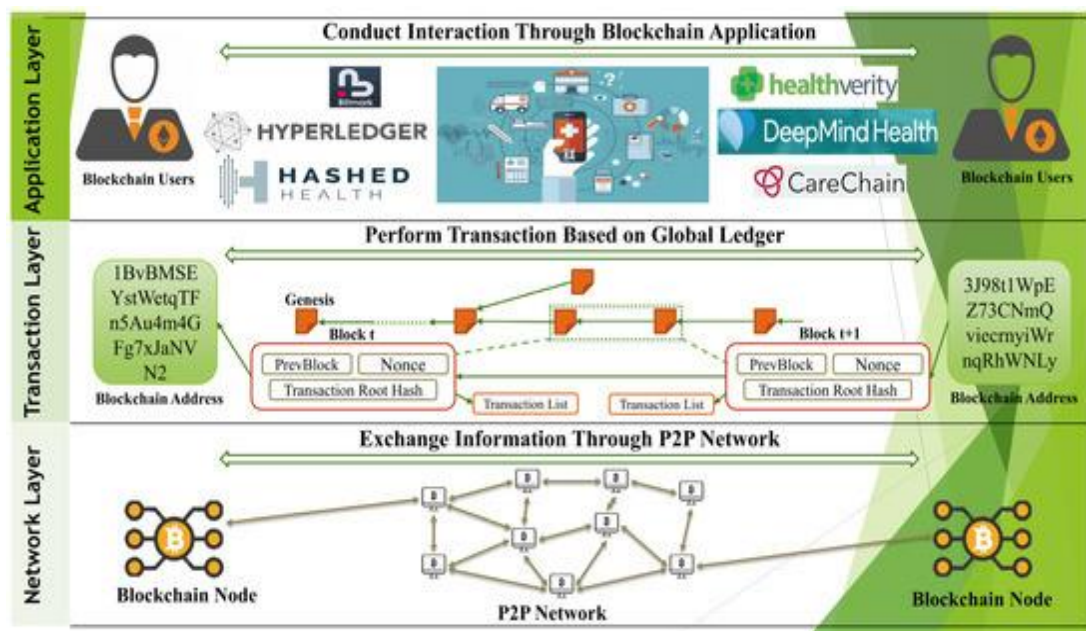 Application Layer
Conduct Interaction Through Blockchain Application
Blockchain Users
Bitmark
HYPERLEDGER
HASHED
HEALTH
healthverity
DeepMind Health
CareChain
Blockchain Users
Transaction Layer
Perform Transaction Based on Global Ledger
1BvBMSE
YstWetqTF
n5Au4m4G
Fg7xJaNV
N2
Blockchain Address
Genesis
Block t
PrevBlock
Nonce
Transaction Root Hash
Transaction List
Block t+1
PrevBlock
Nonce
Transaction Root Hash
Transaction List
3J98t1WpE
Z73CNmQ
viecrnyiWr
nqRhWNLy
Blockchain Address
Network Layer
Exchange Information Through P2P Network
Blockchain Node
P2P Network
Blockchain Node